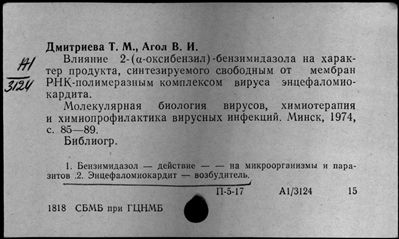 Дмитриева Т. М., Агол В. И.
Влияние 2-(α-оксибензил)-бензимидазола на харак-
тер продукта, синтезируемого свободным от мембран
РНК-полимеразным комплексом вируса энцефаломио-
кардита.
Молекулярная биология вирусов, химиотерапия
и химиопрофилактика вирусных инфекций. Минск, 1974,
с. 85—89.
Библиогр.
1. Бензимидазол — действие — — на микроорганизмы и пара-
зитов .2. Энцефаломиокардит — возбудитель.
П-5-17 А1/3124 15
1818 СБМБ при ГЦНМБ
А1
3124